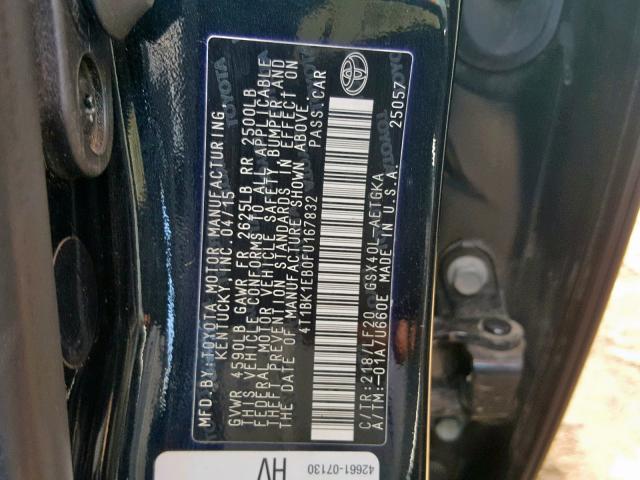 MFD.BY:TOYOTA MOTOR MANUFACTURING,
KENTUCKY, INC. 04/15
GVWR 4590LB GAWR FR 2625LB RR 2500LB
THIS VEHICLE CONFORMS TO ALL APPLICABLE
FEDERAL MOTOR VEHICLE SAFETY, BUMPER AND
THEFT PREVENTION STANDARDS IN EFFECT ON
THE DATE OF MANUFACTURE SHOWN ABOVE.
4T1BK1EB0FU167832 PASS.CAR
C/TR:218/LF20 GSX40L-AETGKA
A/TM:-01A/U660E MADE IN U.S.A. 25057
TOYOTA
42661-07130
HV